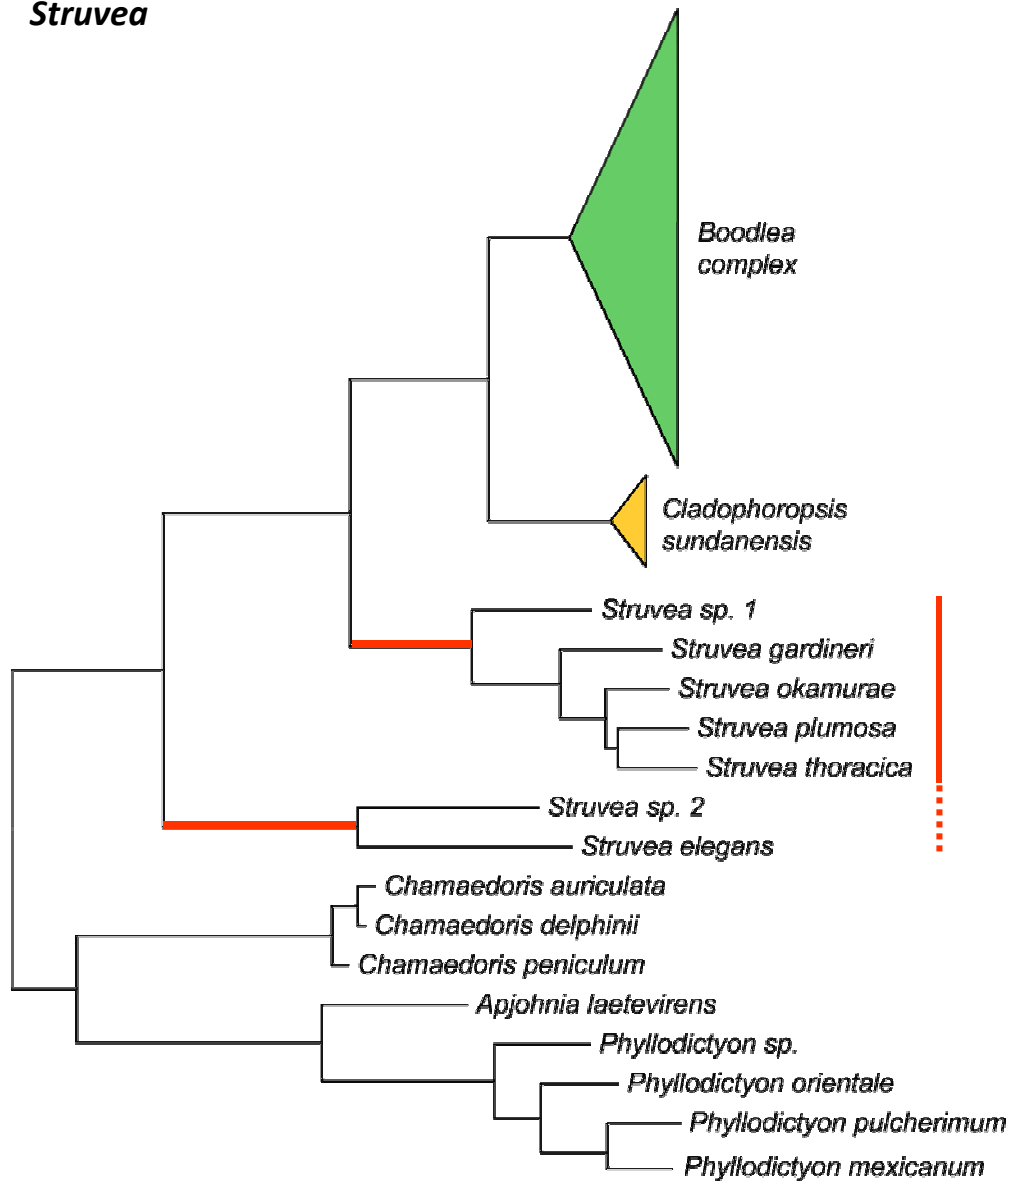 Struvea
Boodlea
complex
Cladophoropsis
sundanensis
Struvea sp. 1
Struvea gardineri
Struvea okamurae
Struvea plumosa
Struvea thoracica
Struvea sp. 2
Struvea elegans
Chamaedoris auriculata
Chamaedoris delphinii
Chamaedoris peniculum
Apjohnia laetevirens
Phyllodictyon sp.
Phyllodictyon orientale
Phyllodictyon pulcherimum
Phyllodictyon mexicanum